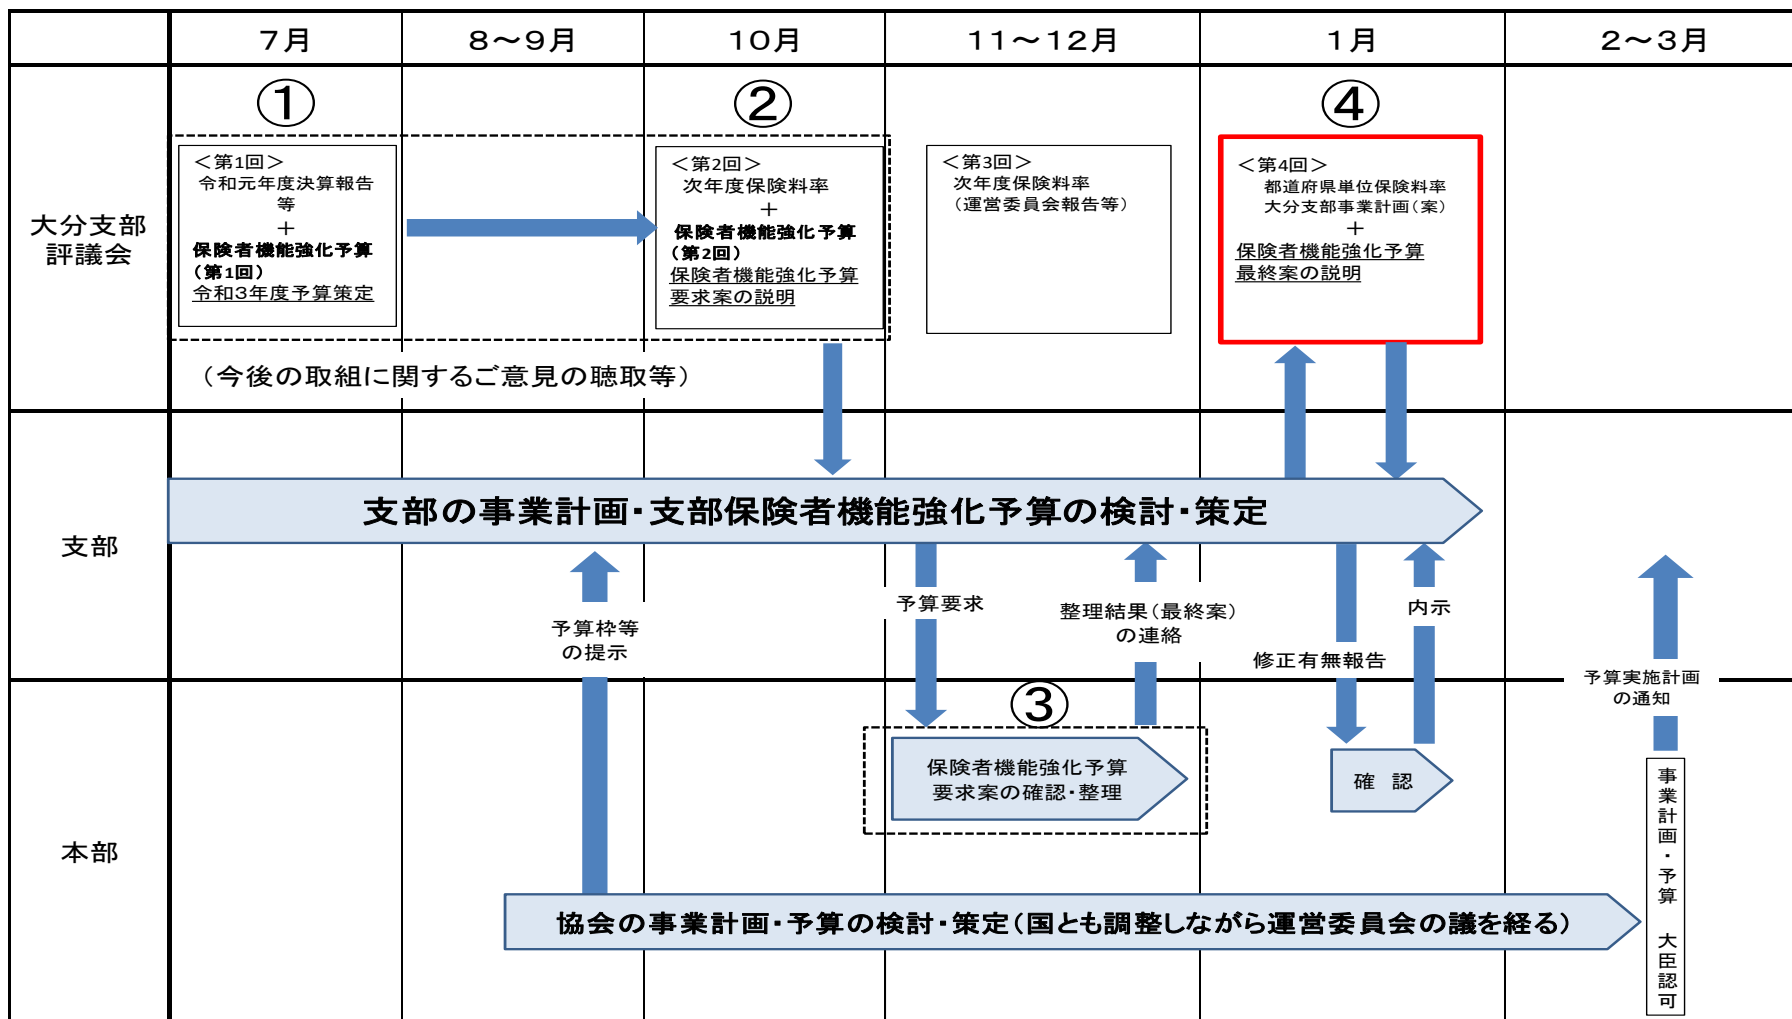 7月
8～9月
10月
11～12月
1月
2～3月
大分支部
評議会
①
＜第1回＞
令和元年度決算報告
等
＋
保険者機能強化予算
（第1回）
令和3年度予算策定
②
＜第2回＞
次年度保険料率
＋
保険者機能強化予算
（第2回）
保険者機能強化予算
要求案の説明
＜第3回＞
次年度保険料率
（運営委員会報告等）
④
＜第4回＞
都道府県単位保険料率
大分支部事業計画（案）
＋
保険者機能強化予算
最終案の説明
（今後の取組に関するご意見の聴取等）
支部
支部の事業計画・支部保険者機能強化予算の検討・策定
予算枠等
の提示
予算要求
整理結果（最終案）
の連絡
修正有無報告
内示
予算実施計画
の通知
本部
③
保険者機能強化予算
要求案の確認・整理
確　認
協会の事業計画・予算の検討・策定（国とも調整しながら運営委員会の議を経る）
事業計画・予算　大臣認可